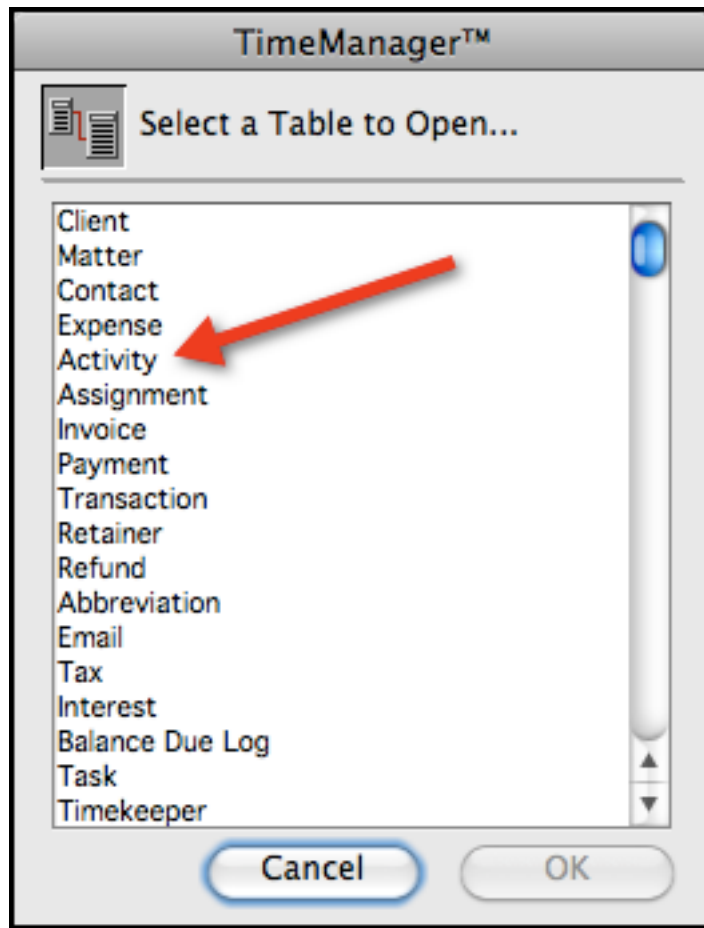 TimeManager™
Select a Table to Open...
Client
Matter
Contact
Expense
Activity
Assignment
Invoice
Payment
Transaction
Retainer
Refund
Abbreviation
Email
Tax
Interest
Balance Due Log
Task
Timekeeper
Cancel
OK